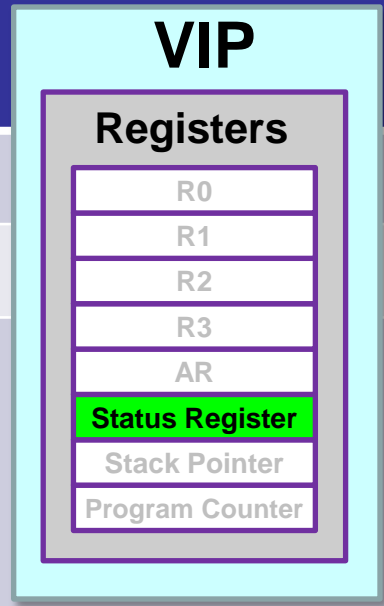 VIP
Registers
R0
R1
R2
R3
AR
Status Register
Stack Pointer
Program Counter